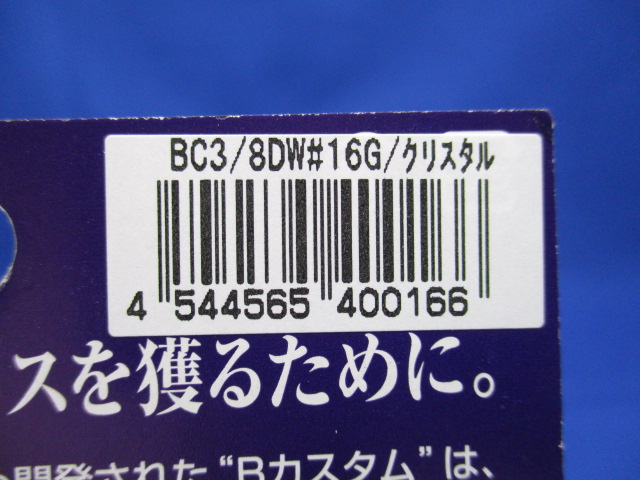 BC3/8DW#16G/クリスタル
4 544565 400166
スを獲るために。
開発された“Bカスタム”は、